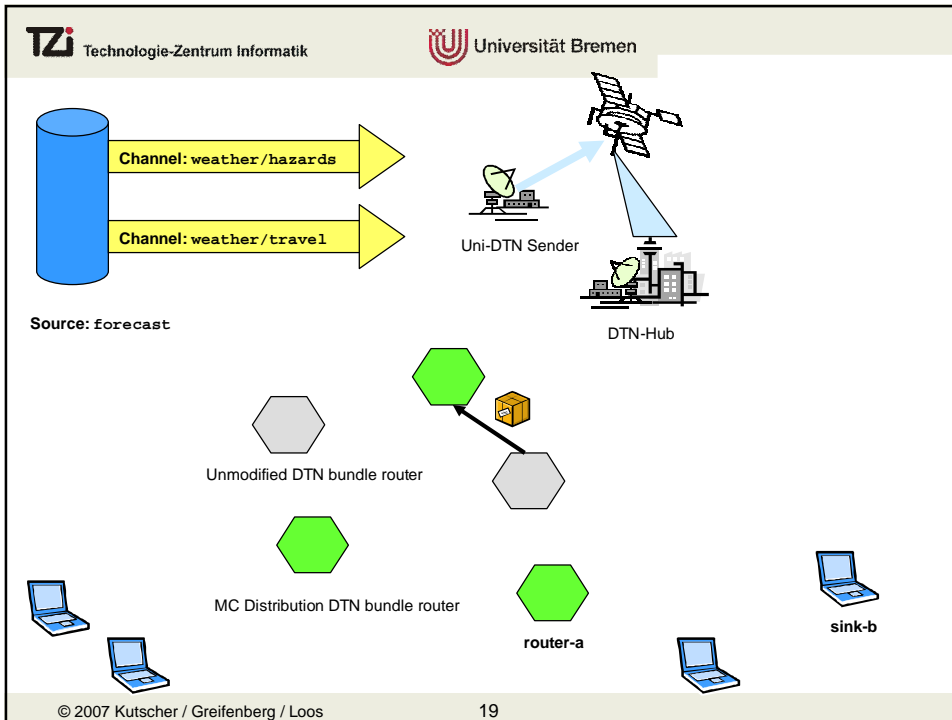 TZi Technologie-Zentrum Informatik
Universität Bremen
Channel: weather/hazards
Channel: weather/travel
Uni-DTN Sender
DTN-Hub
Source: forecast
Unmodified DTN bundle router
MC Distribution DTN bundle router
router-a
sink-b
© 2007 Kutscher / Greifenberg / Loos
19